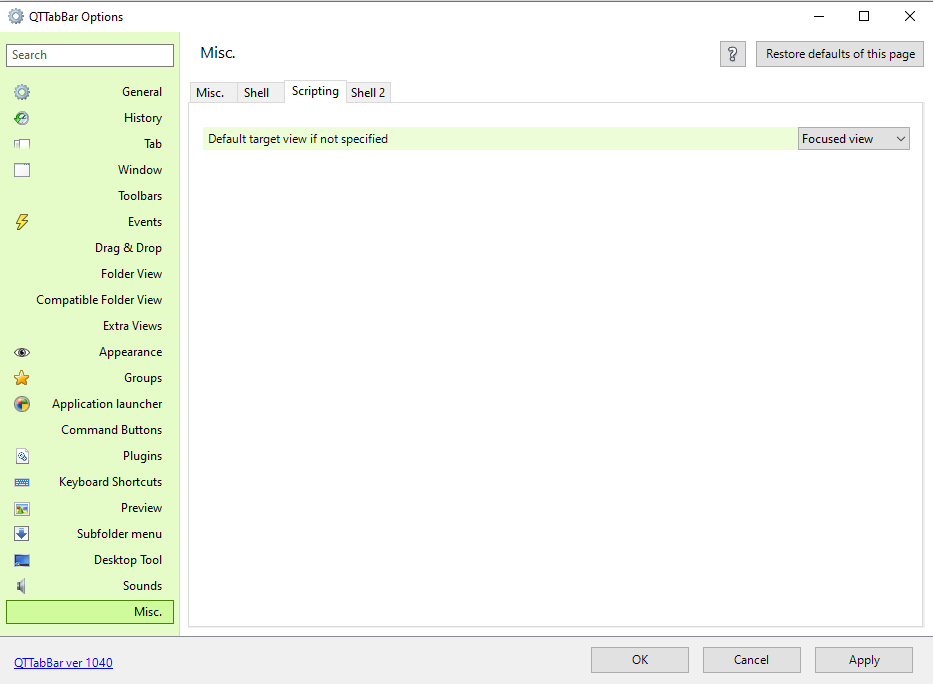 QTTabBar Options
Search
General
History
Tab
Window
Toolbars
Events
Drag & Drop
Folder View
Compatible Folder View
Extra Views
Appearance
Groups
Application launcher
Command Buttons
Plugins
Keyboard Shortcuts
Preview
Subfolder menu
Desktop Tool
Sounds
Misc.
QTTabBar ver 1040
Misc.
? Restore defaults of this page
Misc. Shell Scripting Shell 2
Default target view if not specified Focused view
OK Cancel Apply